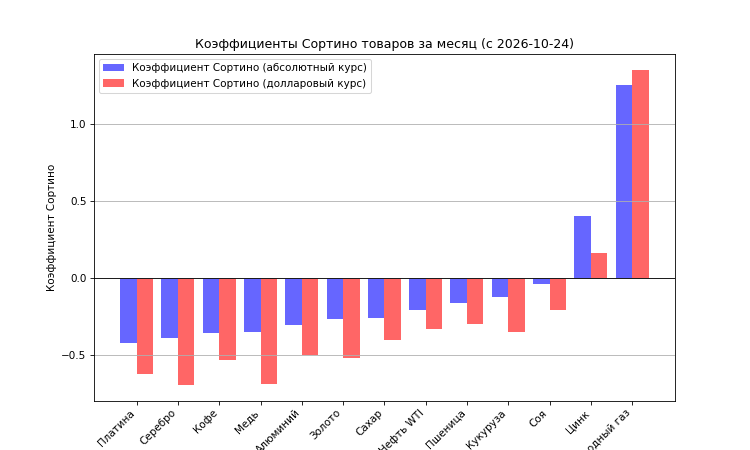 Коэффициенты Сортино товаров за месяц (с 2026-10-24)
Коэффициент Сортино (абсолютный курс)
Коэффициент Сортино (долларовый курс)
Коэффициент Сортино
1.0
0.5
0.0
−0.5
Платина
Серебро
Кофе
Медь
Алюминий
Золото
Сахар
Нефть WTI
Пшеница
Кукуруза
Соя
Цинк
газ